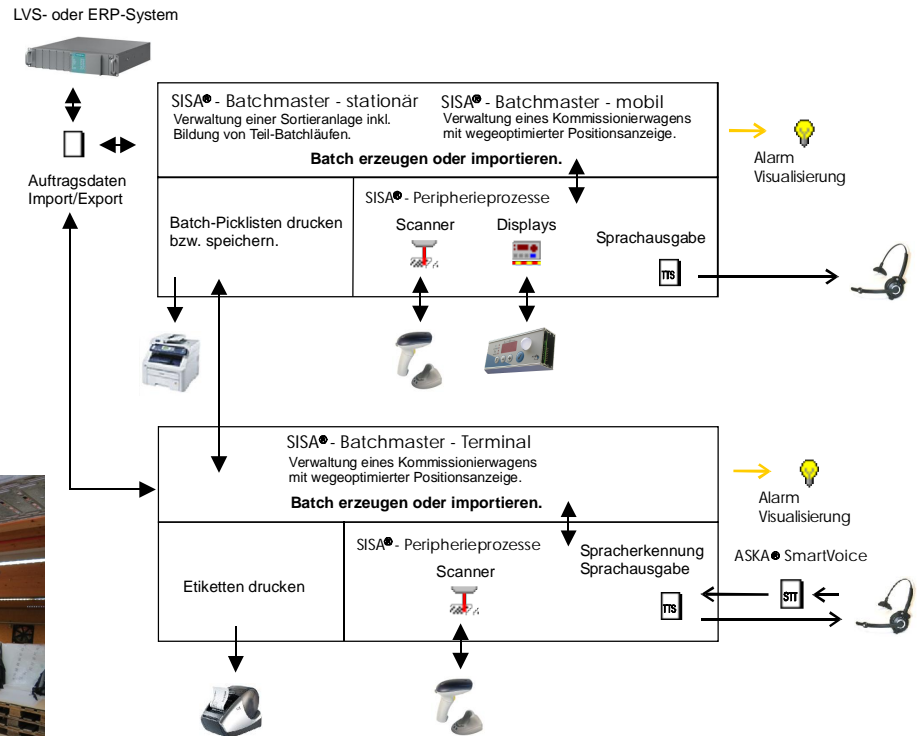 LVS- oder ERP-System
SISA® - Batchmaster - stationär
Verwaltung einer Sortieranlage inkl.
Bildung von Teil-Batchläufen.
SISA® - Batchmaster - mobil
Verwaltung eines Kommissionierwagens
mit wegeoptimierter Positionsanzeige.
Batch erzeugen oder importieren.
Alarm
Visualisierung
Auftragsdaten
Import/Export
Batch-Picklisten drucken
bzw. speichern.
SISA® - Peripherieprozesse
Scanner
Displays
Sprachausgabe
TTS
SISA® - Batchmaster - Terminal
Verwaltung eines Kommissionierwagens
mit wegeoptimierter Positionsanzeige.
Batch erzeugen oder importieren.
Alarm
Visualisierung
Etiketten drucken
SISA® - Peripherieprozesse
Scanner
Spracherkennung
Sprachausgabe
TTS
ASKA® SmartVoice
STT